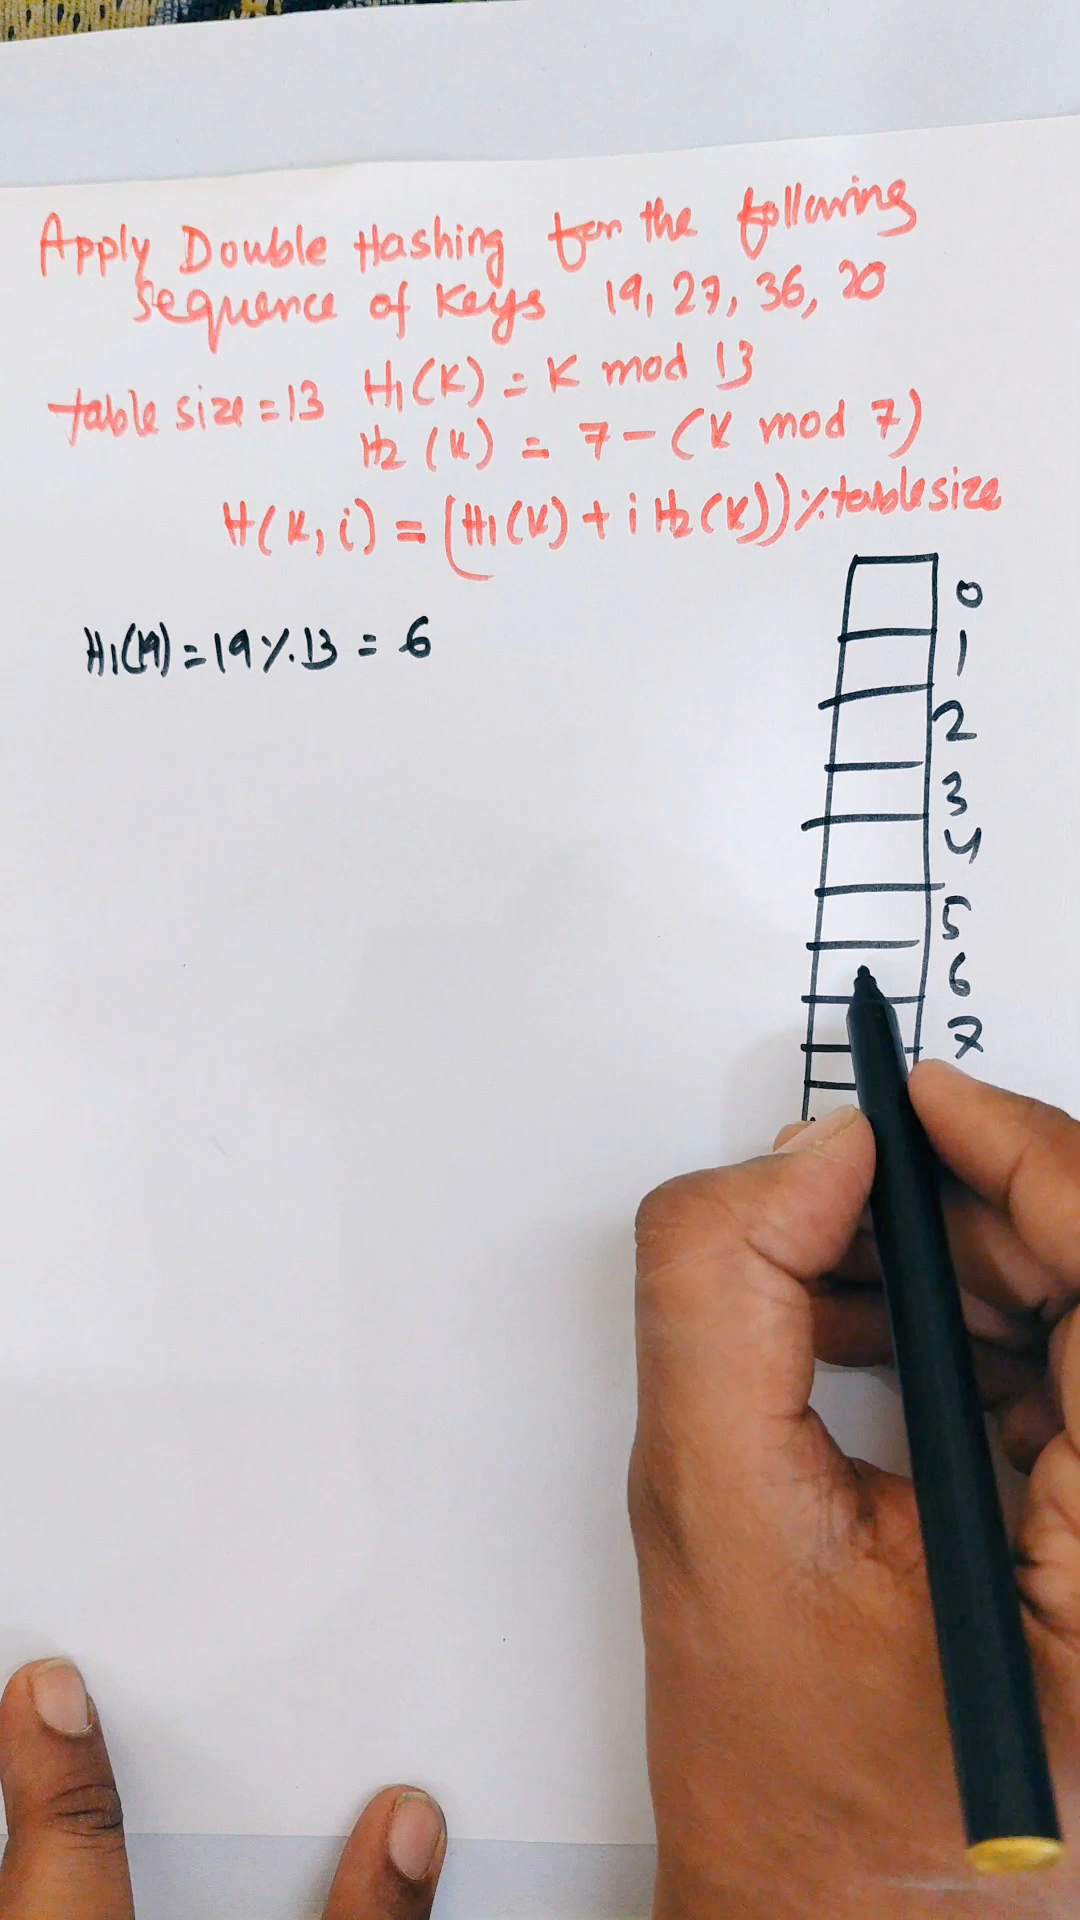 Apply Double Hashing for the following
sequence of keys 19, 27, 36, 20
table size = 13 H1(K) = K mod 13
H2(K) = 7 - (K mod 7)
H(K, i) = (H1(K) + i H2(K)) % table size
H1(19) = 19 % 13 = 6
0
1
2
3
4
5
6
7